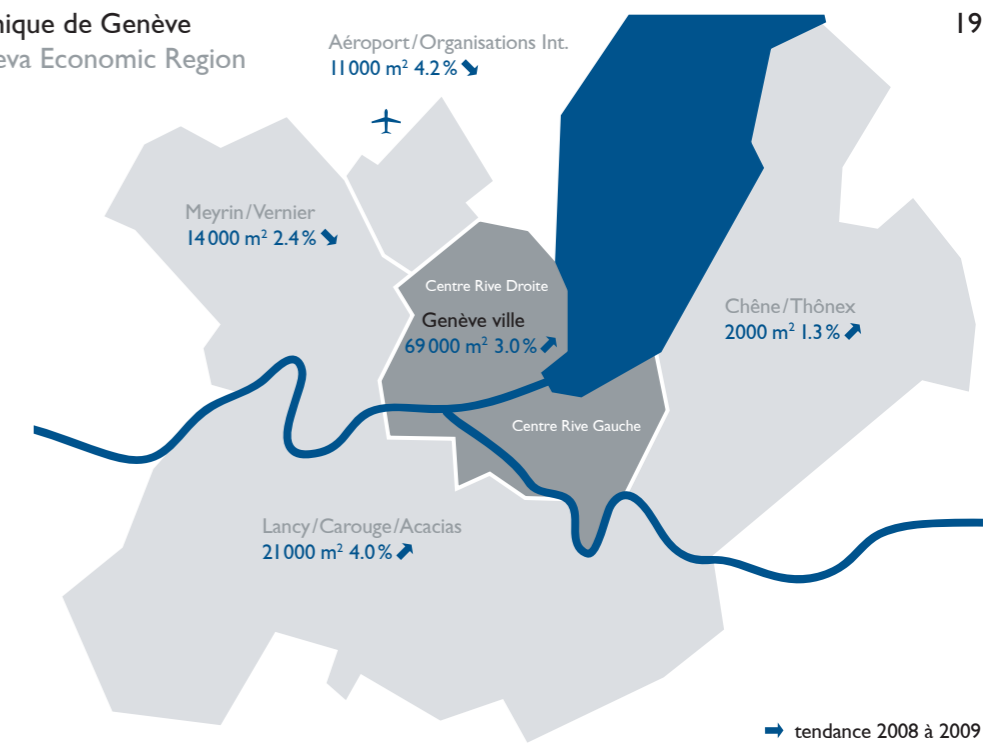 nique de Genève
eva Economic Region
19
Aéroport/Organisations Int.
11000 m² 4.2%
Meyrin/Vernier
14000 m² 2.4%
Centre Rive Droite
Genève ville
69000 m² 3.0%
Chêne/Thônex
2000 m² 1.3%
Centre Rive Gauche
Lancy/Carouge/Acacias
21000 m² 4.0%
tendance 2008 à 2009